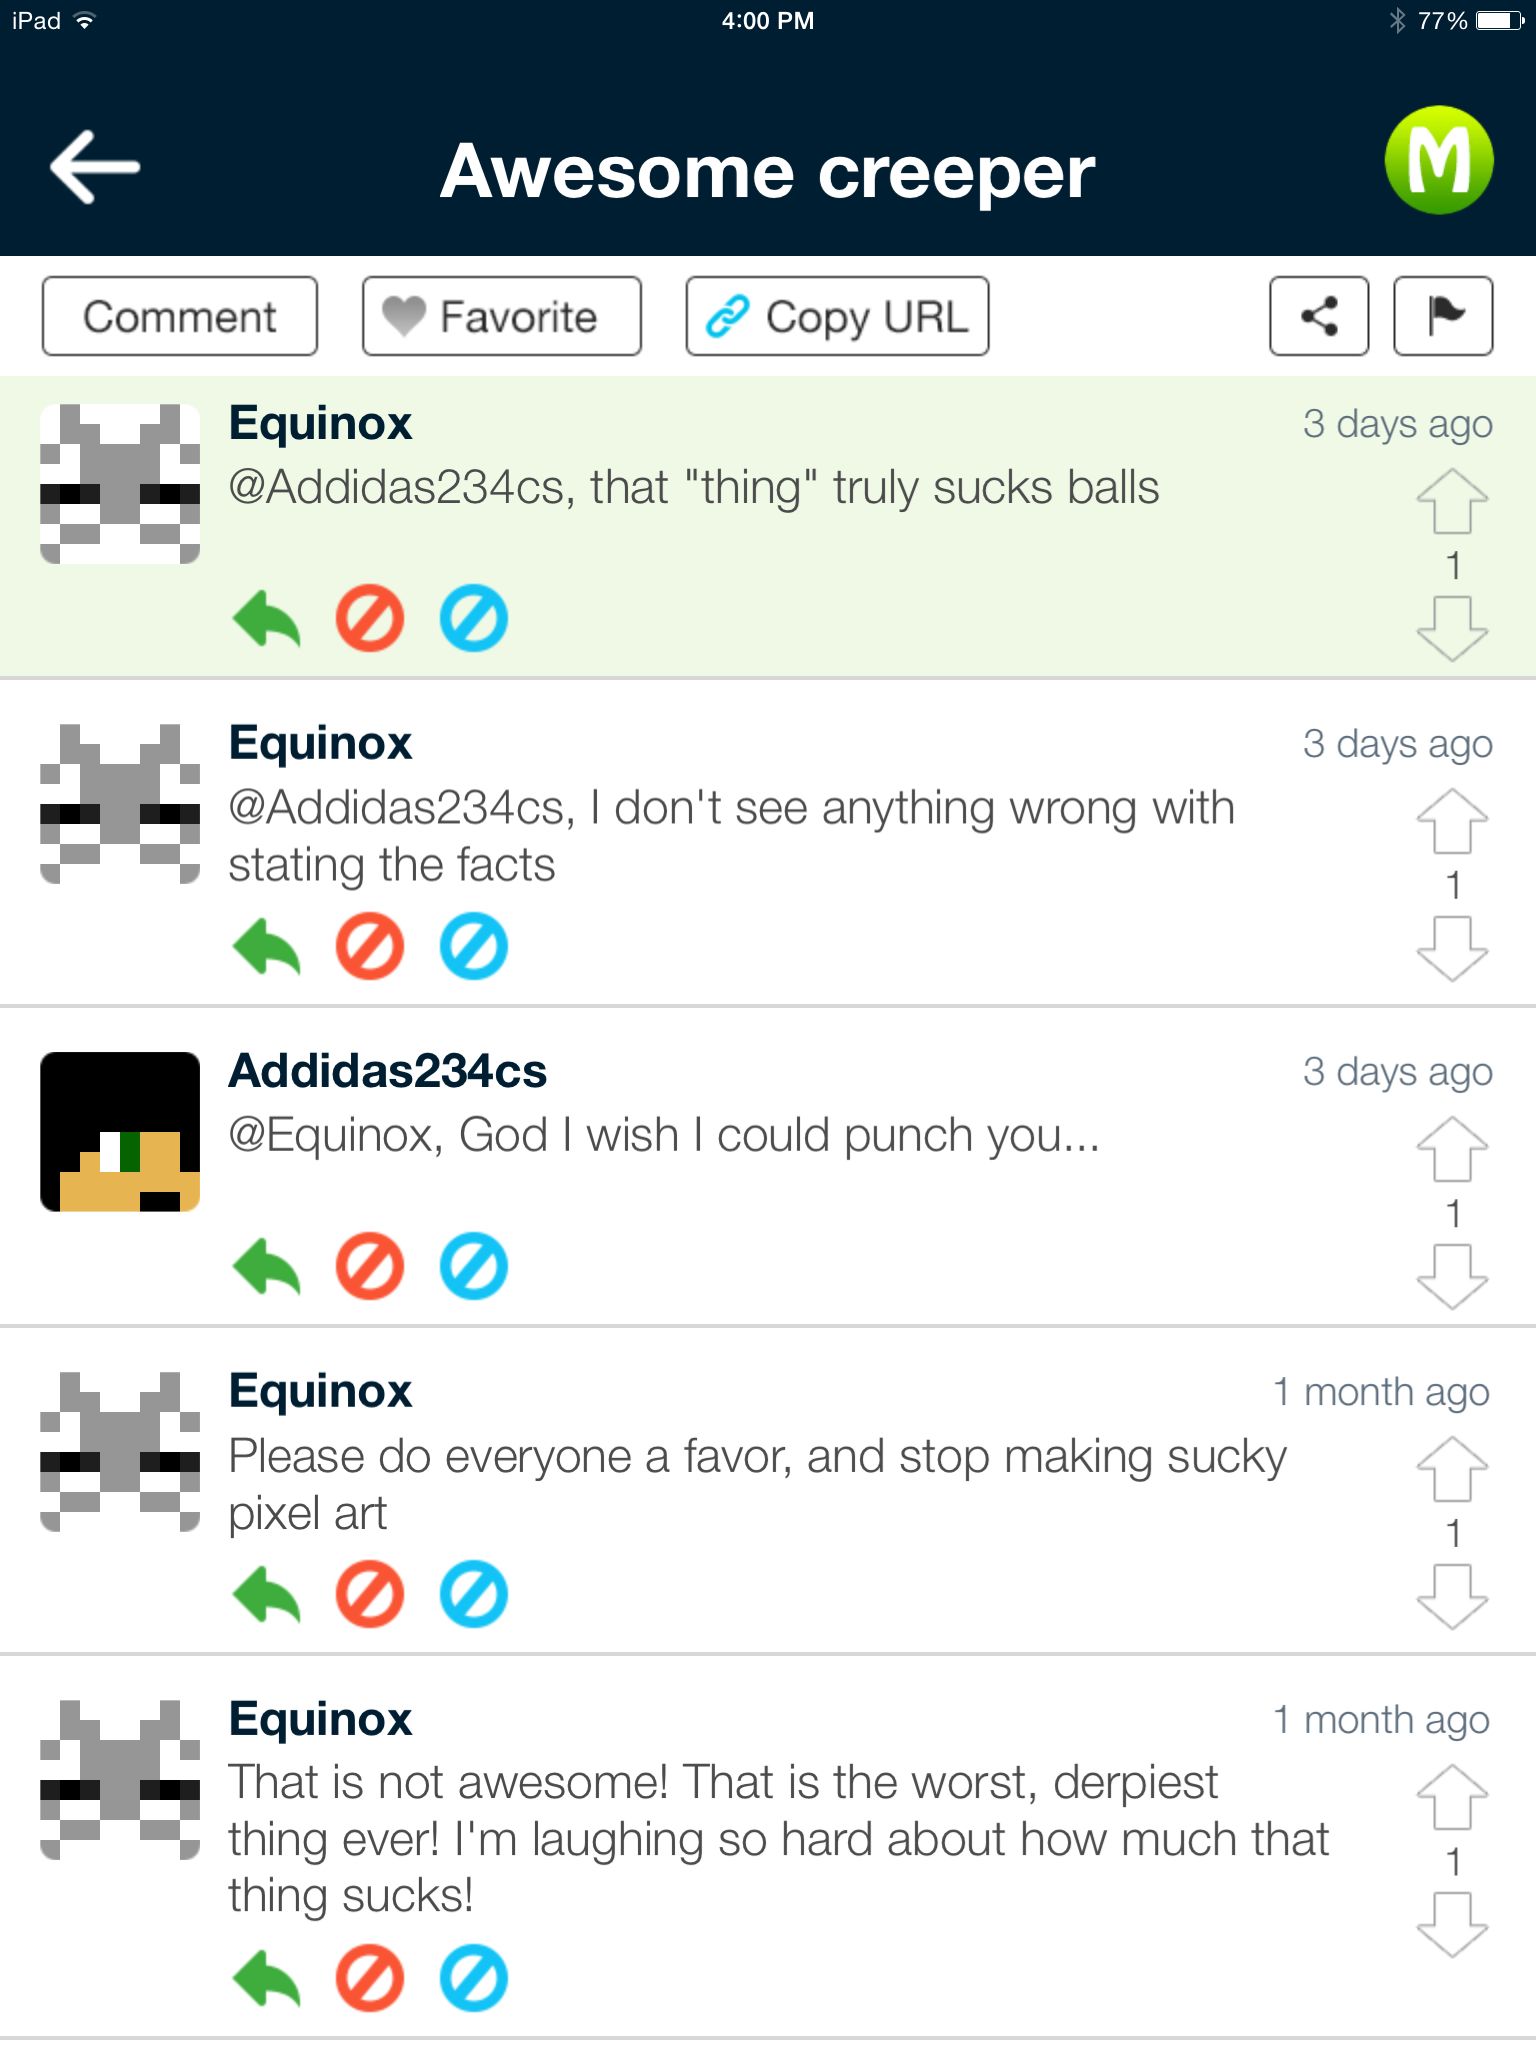 iPad 4:00 PM 77%
Awesome creeper M
Comment Favorite Copy URL
Equinox 3 days ago
@Addidas234cs, that "thing" truly sucks balls
1
Equinox 3 days ago
@Addidas234cs, I don't see anything wrong with
stating the facts
1
Addidas234cs 3 days ago
@Equinox, God I wish I could punch you...
1
Equinox 1 month ago
Please do everyone a favor, and stop making sucky
pixel art
1
Equinox 1 month ago
That is not awesome! That is the worst, derpiest
thing ever! I'm laughing so hard about how much that
1
thing sucks!